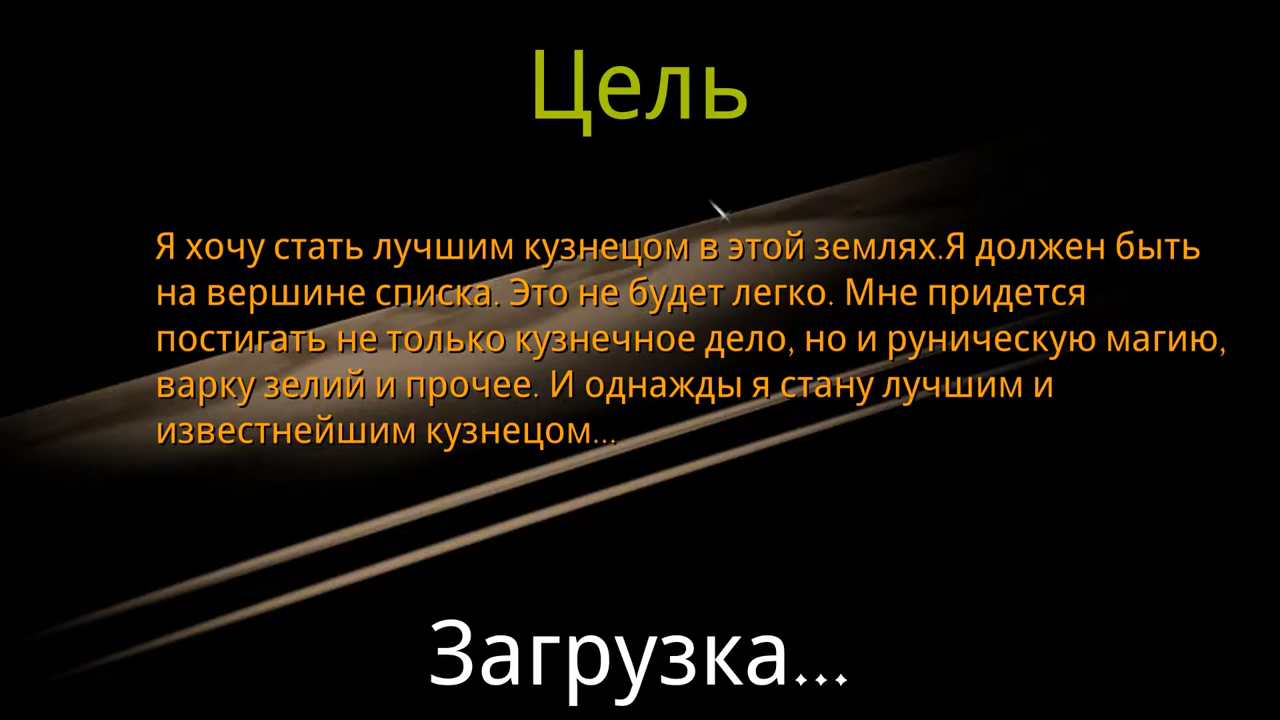 Цель
Я хочу стать лучшим кузнецом в этой землях.Я должен быть
на вершине списка. Это не будет легко. Мне придется
постигать не только кузнечное дело, но и руническую магию,
варку зелий и прочее. И однажды я стану лучшим и
известнейшим кузнецом...
Загрузка...